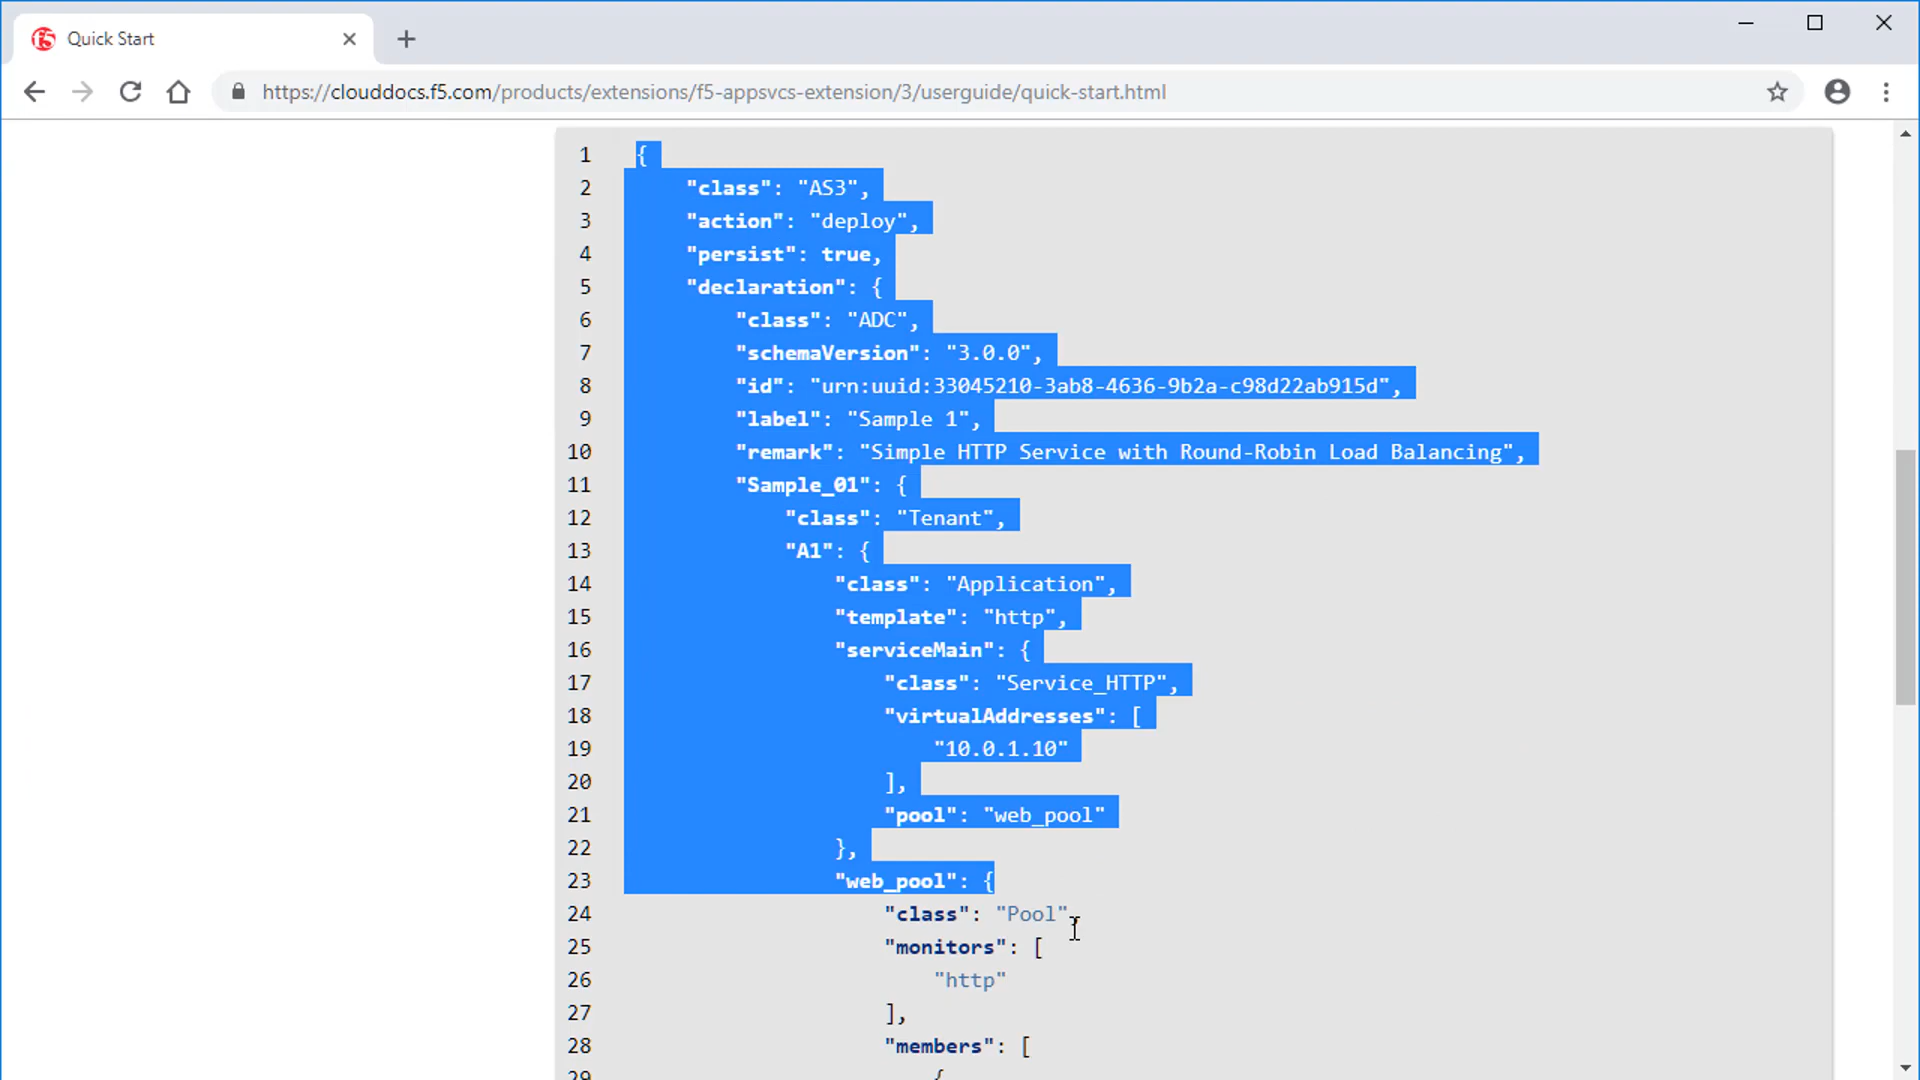 Quick Start
https://clouddocs.f5.com/products/extensions/f5-appsvcs-extension/3/userguide/quick-start.html
1 {
2 "class": "AS3",
3 "action": "deploy",
4 "persist": true,
5 "declaration": {
6 "class": "ADC",
7 "schemaVersion": "3.0.0",
8 "id": "urn:uuid:33045210-3ab8-4636-9b2a-c98d22ab915d",
9 "label": "Sample 1",
10 "remark": "Simple HTTP Service with Round-Robin Load Balancing",
11 "Sample_01": {
12 "class": "Tenant",
13 "A1": {
14 "class": "Application",
15 "template": "http",
16 "serviceMain": {
17 "class": "Service_HTTP",
18 "virtualAddresses": [
19 "10.0.1.10"
20 ],
21 "pool": "web_pool"
22 },
23 "web_pool": {
24 "class": "Pool",
25 "monitors": [
26 "http"
27 ],
28 "members": [
29 {